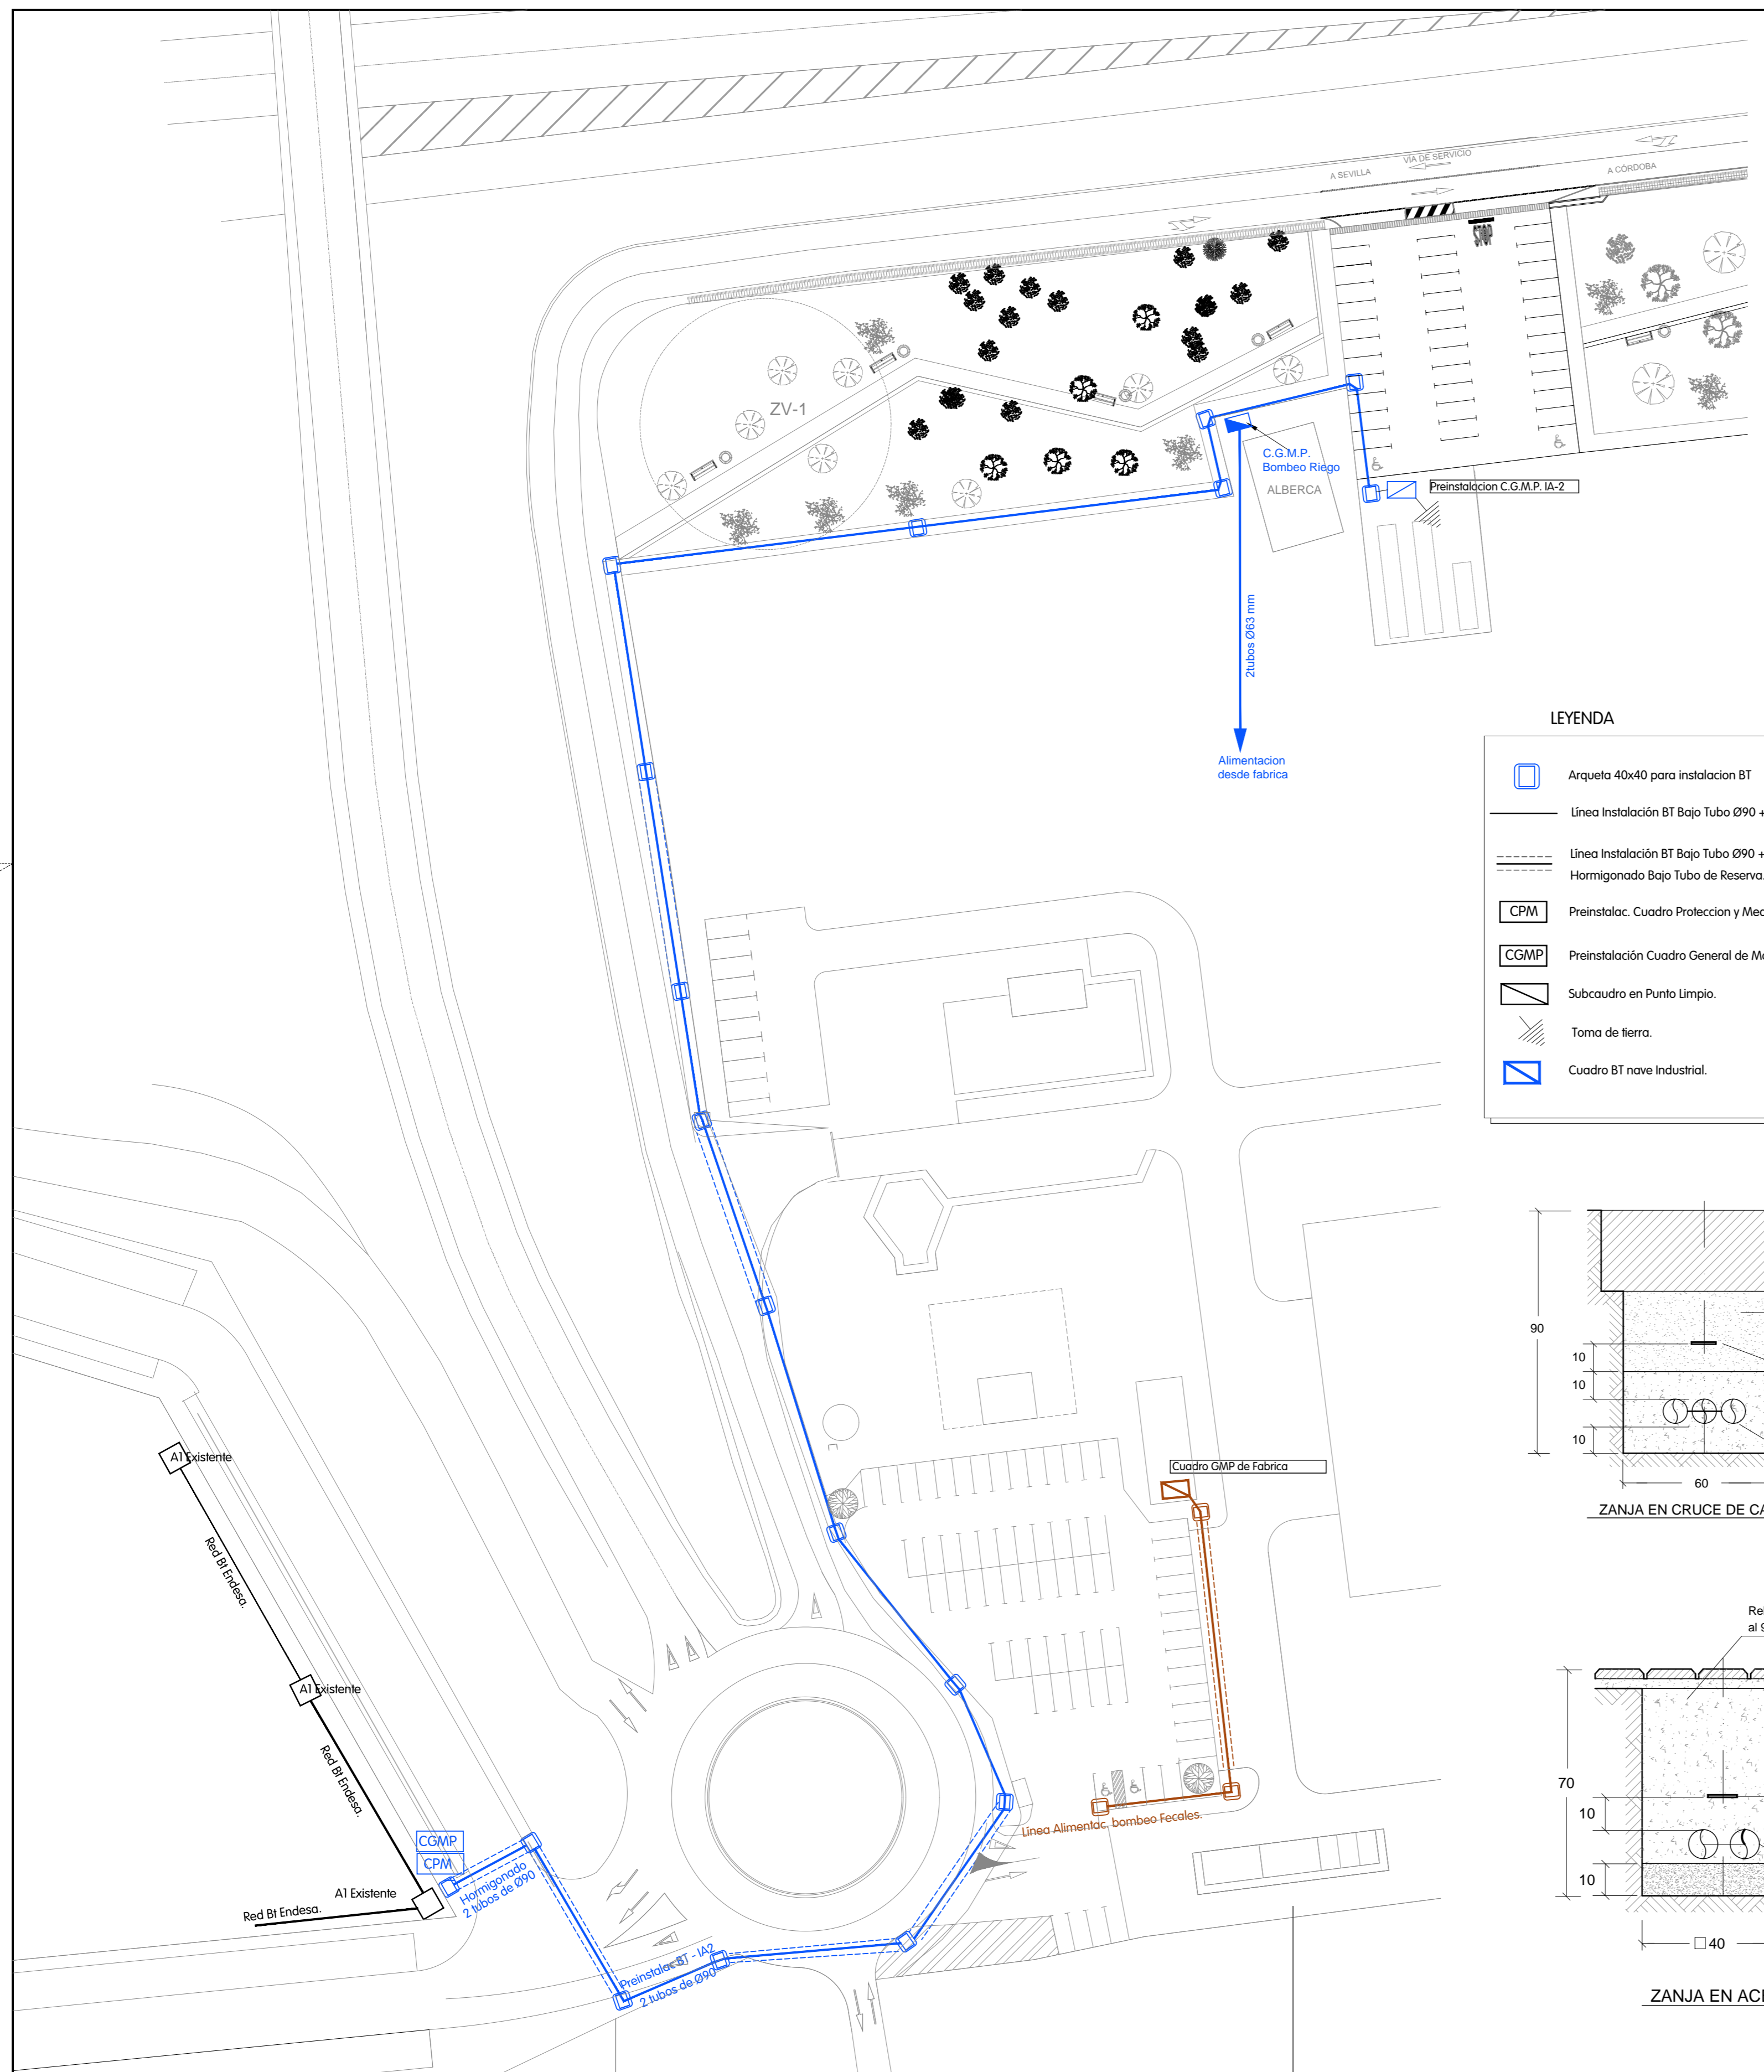 VÍA DE SERVICIO
A SEVILLA
A CÓRDOBA
ZV-1
C.G.M.P.
Bombeo Riego
ALBERCA
Preinstalacion C.G.M.P. IA-2
2tubos Ø63 mm
Alimentacion
desde fabrica
LEYENDA
Arqueta 40x40 para instalacion BT
Línea Instalación BT Bajo Tubo Ø90 +
Línea Instalación BT Bajo Tubo Ø90 +
Hormigonado Bajo Tubo de Reserva.
CPM
Preinstalac. Cuadro Proteccion y
CGMP
Preinstalación Cuadro General de
Subcaudro en Punto Limpio.
Toma de tierra.
Cuadro BT nave Industrial.
90
10
10
10
60
ZANJA EN CRUCE DE
Cuadro GMP de Fabrica
A1 Existente
Red Bt Endesa.
A1 Existente
Red Bt Endesa.
al
70
10
10
40
ZANJA EN
CGMP
CPM
Hormigonado
2 tubos de Ø90
A1 Existente
Red Bt Endesa.
Línea Alimentac. bombeo Fecales.
Preinstalac BT - IA2
2 tubos de Ø90